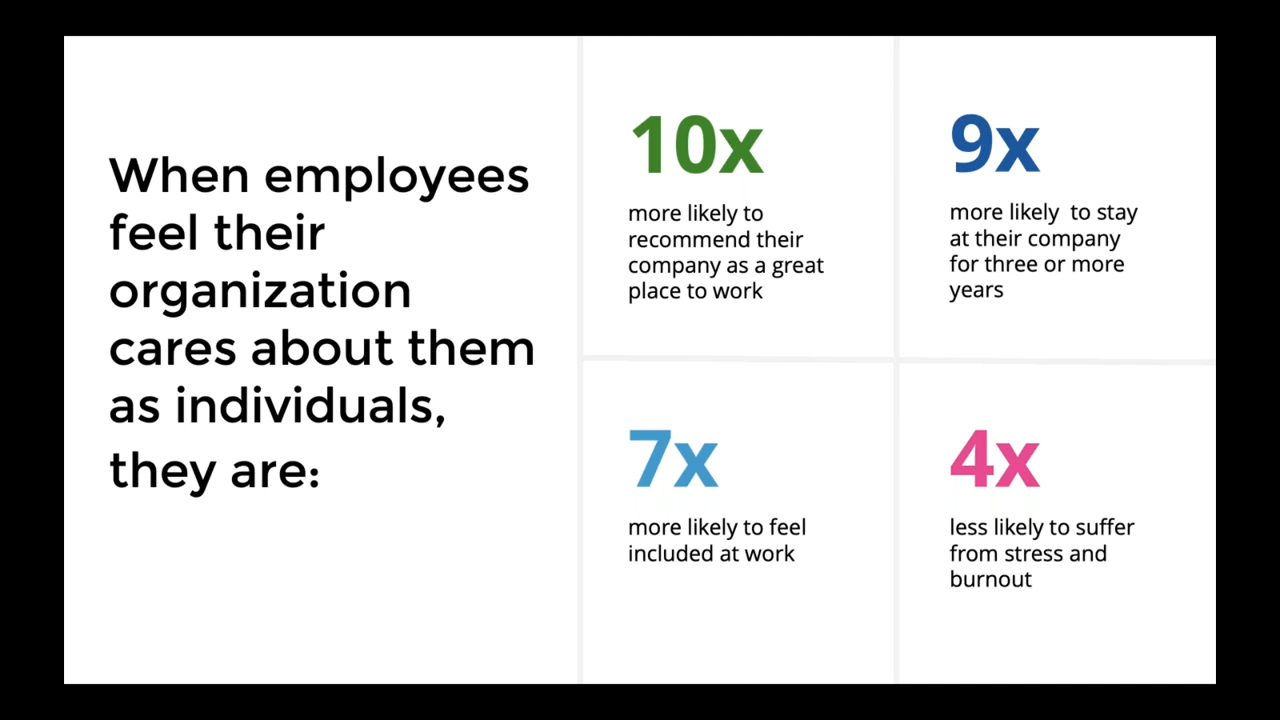 When employees
feel their
organization
cares about them
as individuals,
they are:
10x
more likely to
recommend their
company as a great
place to work
9x
more likely  to stay
at their company
for three or more
years
7x
more likely to feel
included at work
4x
less likely to suffer
from stress and
burnout